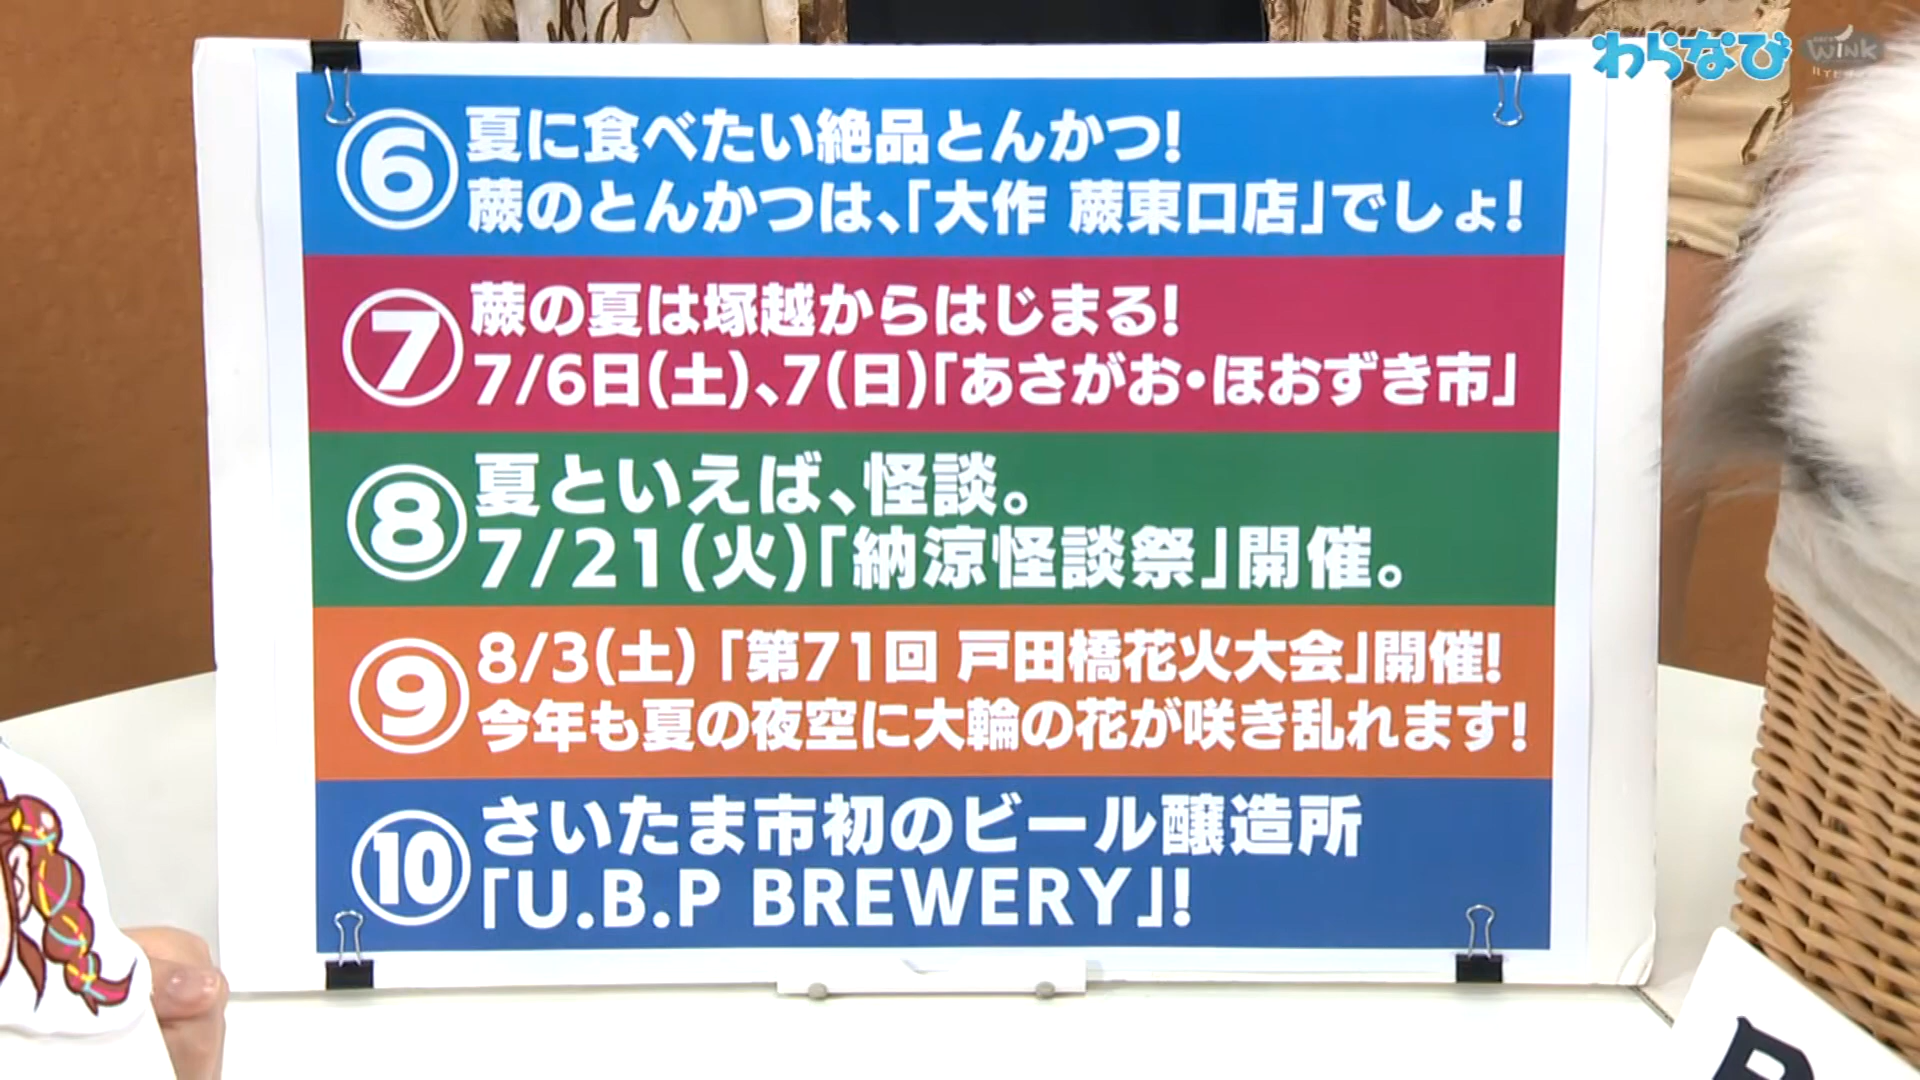 わらなび
WINK
⑥ 夏に食べたい絶品とんかつ!
蕨のとんかつは、「大作 蕨東口店」でしょ!
⑦ 蕨の夏は塚越からはじまる!
7/6日(土)、7(日)「あさがお・ほおずき市」
⑧ 夏といえば、怪談。
7/21(火)「納涼怪談祭」開催。
⑨ 8/3(土)「第71回 戸田橋花火大会」開催!
今年も夏の夜空に大輪の花が咲き乱れます!
⑩ さいたま市初のビール醸造所
「U.B.P BREWERY」!